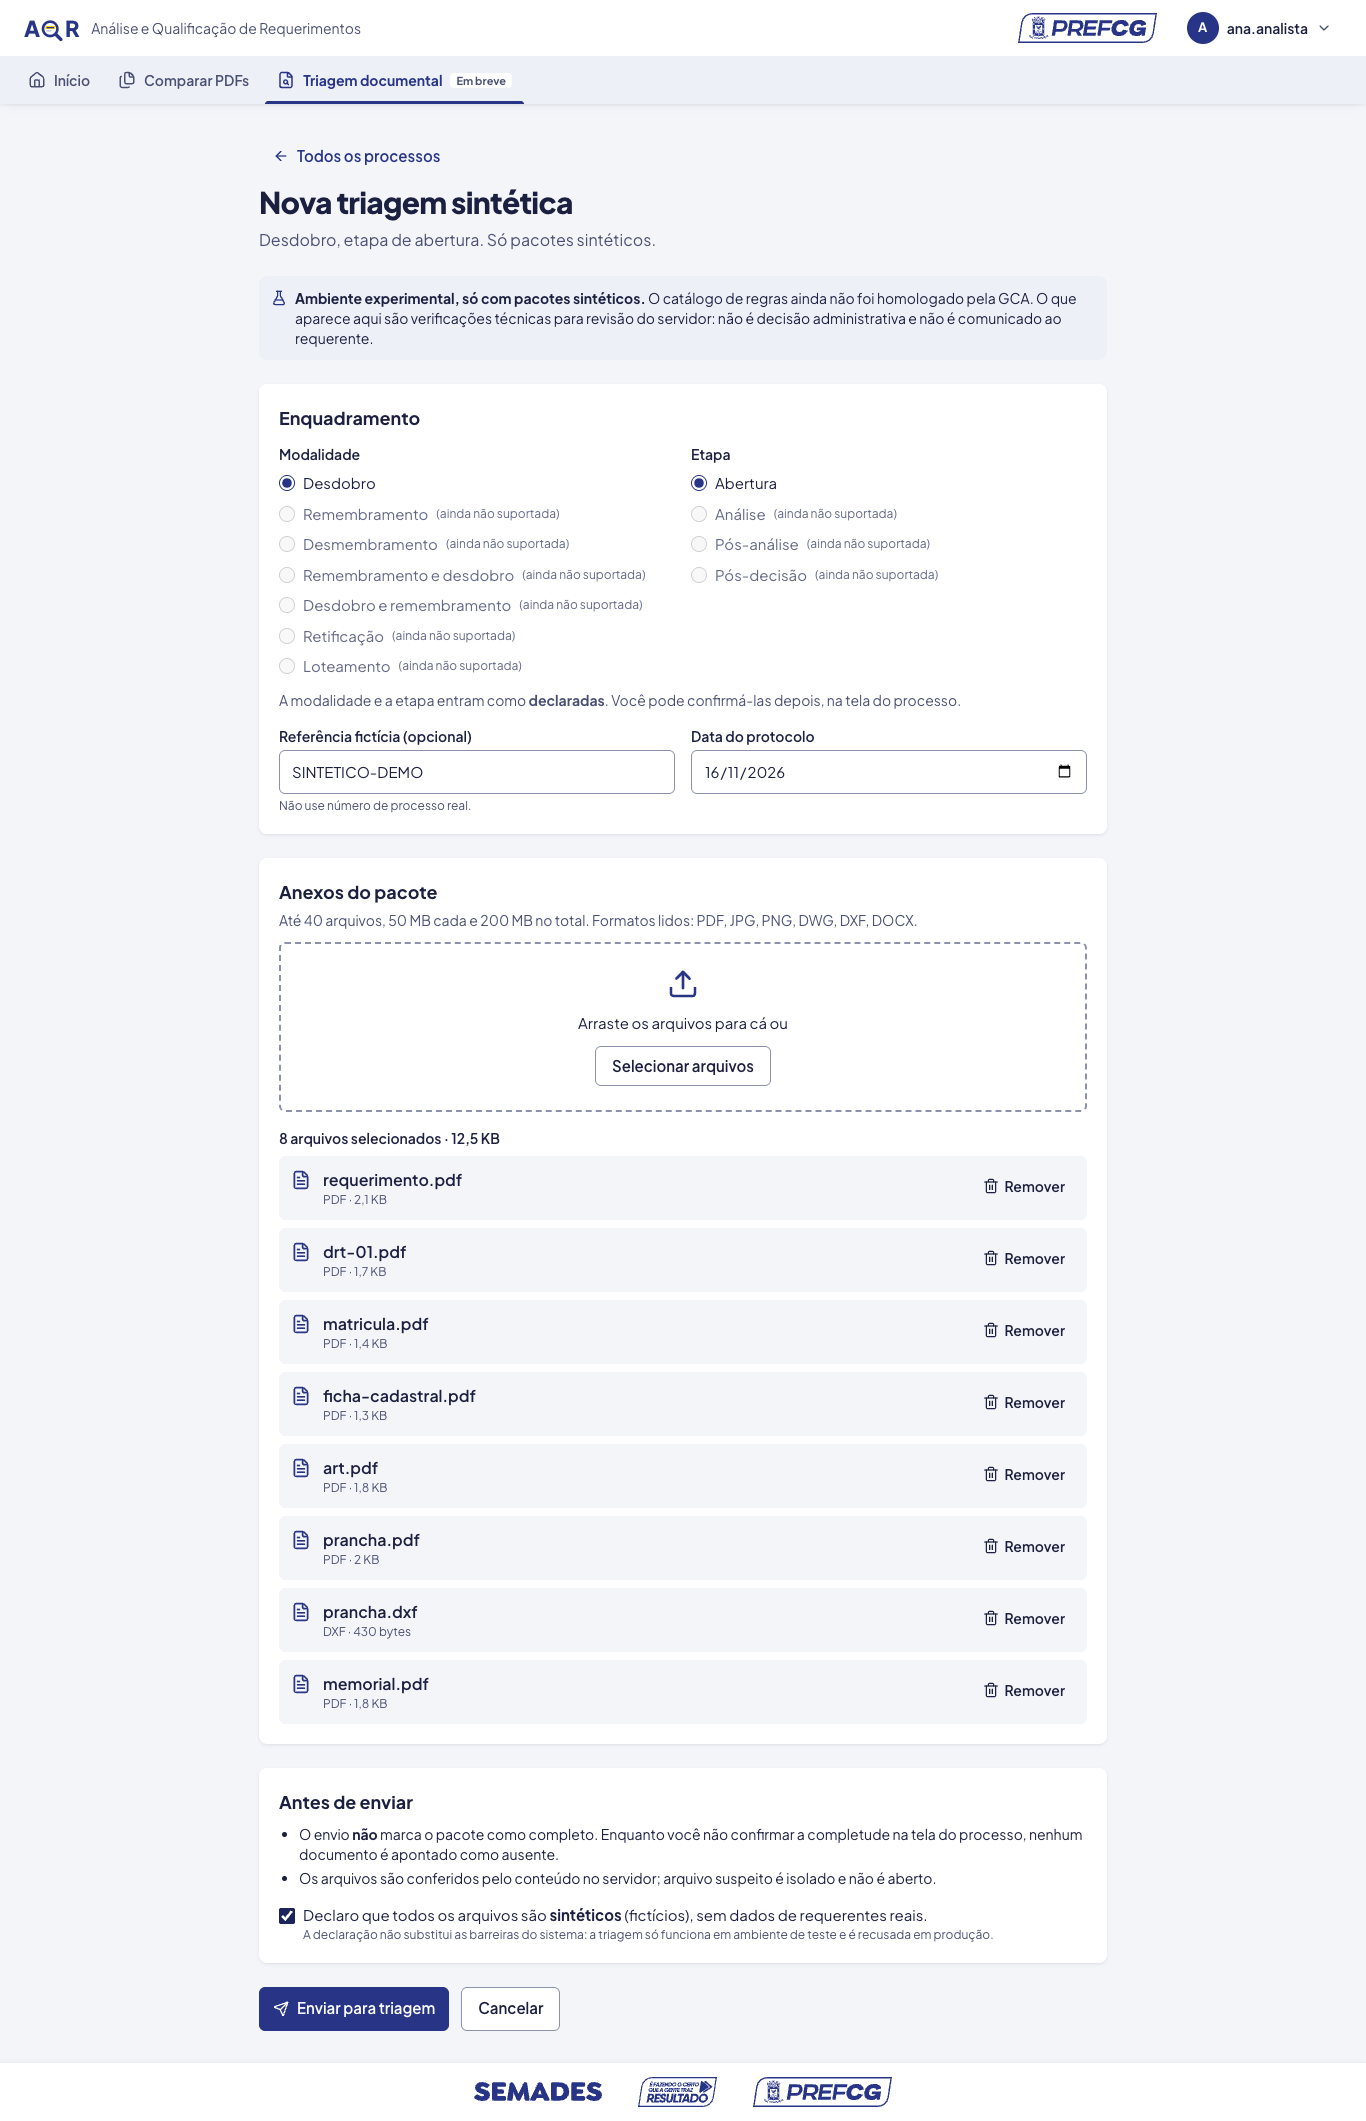 AQR Análise e Qualificação de Requerimentos
PREFCG
A ana.analista
Início
Comparar PDFs
Triagem documental Em breve
Todos os processos
Nova triagem sintética
Desdobro, etapa de abertura. Só pacotes sintéticos.
Ambiente experimental, só com pacotes sintéticos. O catálogo de regras ainda não foi homologado pela GCA. O que
aparece aqui são verificações técnicas para revisão do servidor: não é decisão administrativa e não é comunicado ao
requerente.
Enquadramento
Modalidade
Desdobro
Remembramento (ainda não suportada)
Desmembramento (ainda não suportada)
Remembramento e desdobro (ainda não suportada)
Desdobro e remembramento (ainda não suportada)
Retificação (ainda não suportada)
Loteamento (ainda não suportada)
Etapa
Abertura
Análise (ainda não suportada)
Pós-análise (ainda não suportada)
Pós-decisão (ainda não suportada)
A modalidade e a etapa entram como declaradas. Você pode confirmá-las depois, na tela do processo.
Referência fictícia (opcional)
SINTETICO-DEMO
Não use número de processo real.
Data do protocolo
16/11/2026
Anexos do pacote
Até 40 arquivos, 50 MB cada e 200 MB no total. Formatos lidos: PDF, JPG, PNG, DWG, DXF, DOCX.
Arraste os arquivos para cá ou
Selecionar arquivos
8 arquivos selecionados · 12,5 KB
requerimento.pdf
PDF · 2,1 KB
Remover
drt-01.pdf
PDF · 1,7 KB
Remover
matricula.pdf
PDF · 1,4 KB
Remover
ficha-cadastral.pdf
PDF · 1,3 KB
Remover
art.pdf
PDF · 1,8 KB
Remover
prancha.pdf
PDF · 2 KB
Remover
prancha.dxf
DXF · 430 bytes
Remover
memorial.pdf
PDF · 1,8 KB
Remover
Antes de enviar
• O envio não marca o pacote como completo. Enquanto você não confirmar a completude na tela do processo, nenhum
documento é apontado como ausente.
• Os arquivos são conferidos pelo conteúdo no servidor; arquivo suspeito é isolado e não é aberto.
Declaro que todos os arquivos são sintéticos (fictícios), sem dados de requerentes reais.
A declaração não substitui as barreiras do sistema: a triagem só funciona em ambiente de teste e é recusada em produção.
Enviar para triagem
Cancelar
SEMADES
É FAZENDO O CERTO
QUE A GENTE TRAZ
RESULTADO
PREFCG